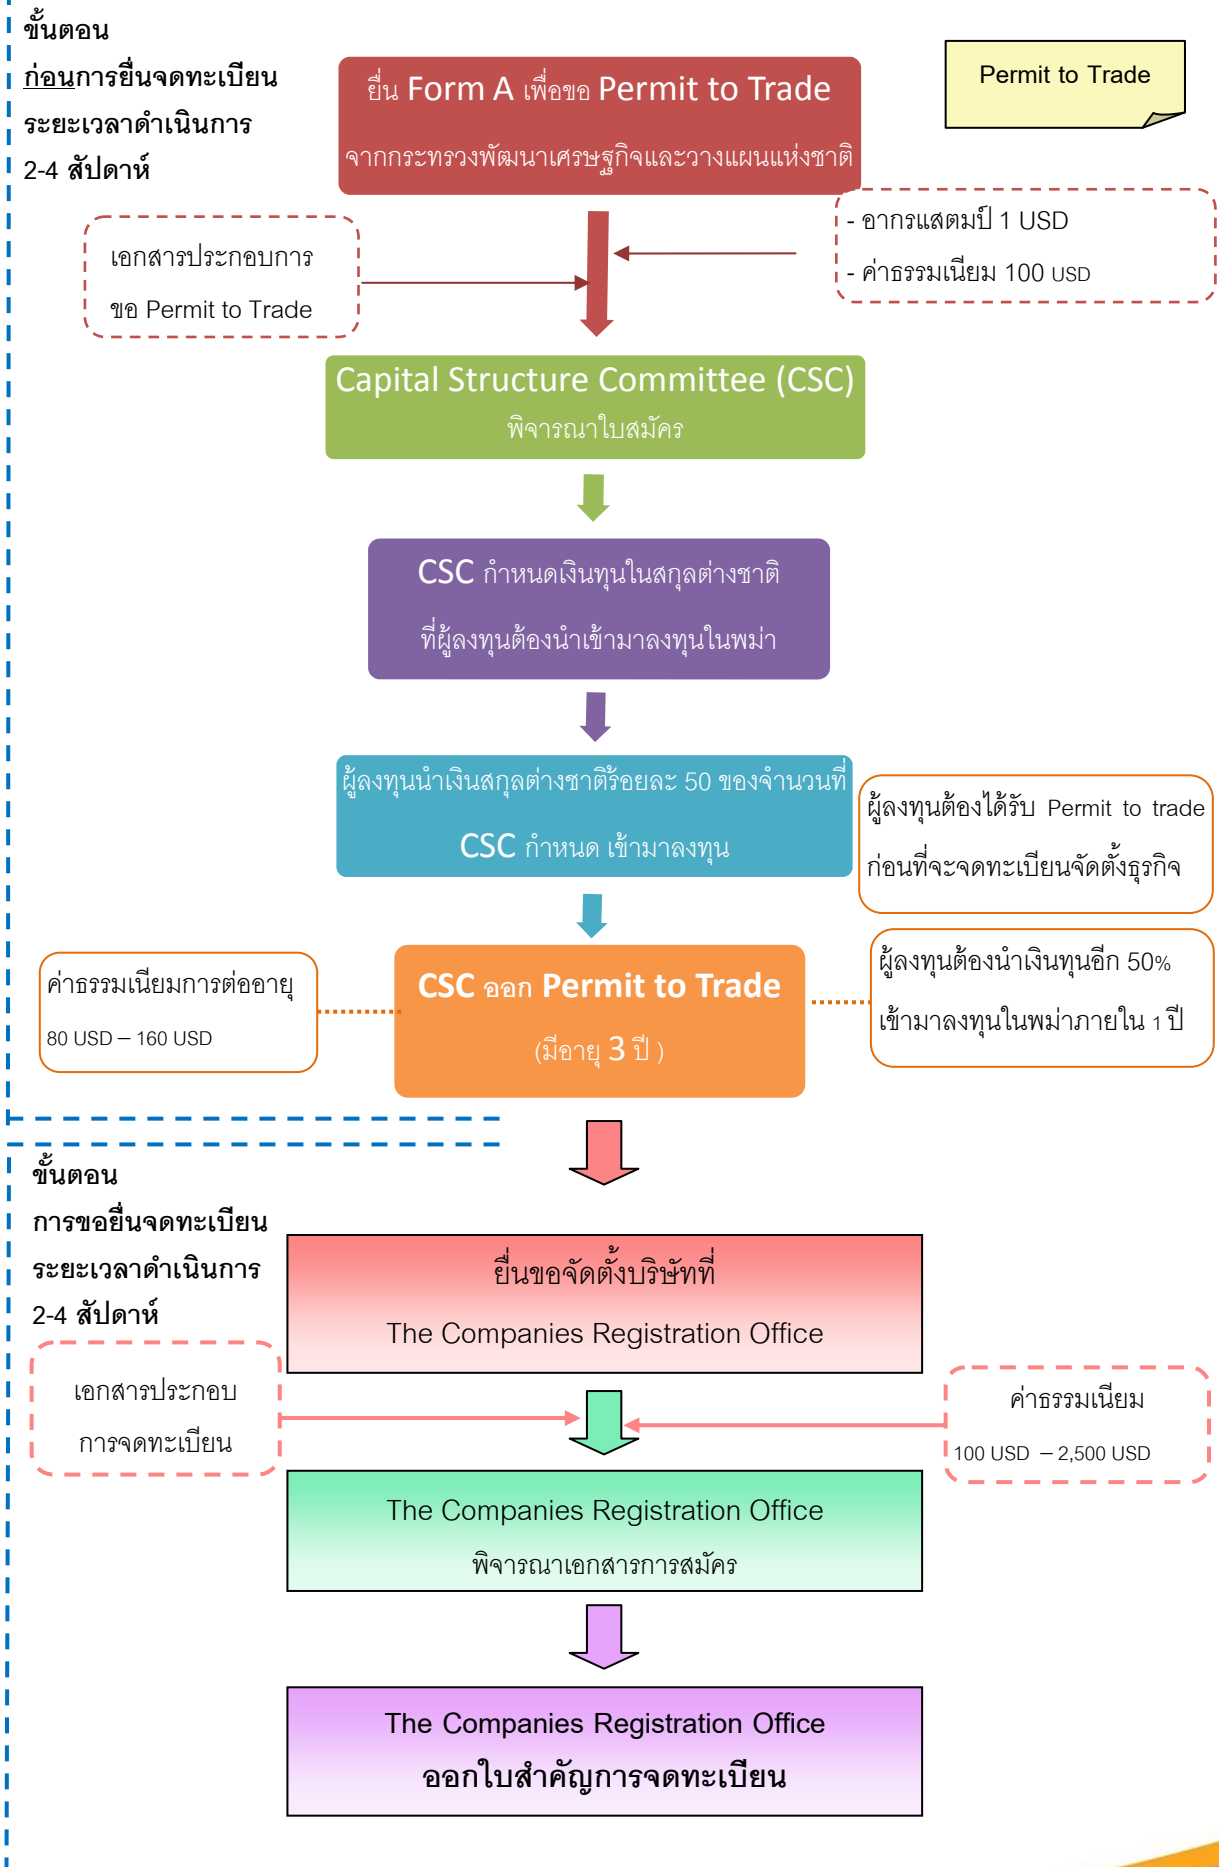 ขั้นตอน
ก่อนการยื่นจดทะเบียน
ระยะเวลาดำเนินการ
2-4 สัปดาห์
Permit to Trade
ยื่น Form A เพื่อขอ Permit to Trade
จากกระทรวงพัฒนาเศรษฐกิจและวางแผนแห่งชาติ
เอกสารประกอบการ
ขอ Permit to Trade
- อากรแสตมป์ 1 USD
- ค่าธรรมเนียม 100 USD
Capital Structure Committee (CSC)
พิจารณาใบสมัคร
CSC กำหนดเงินทุนในสกุลต่างชาติ
ที่ผู้ลงทุนต้องนำเข้ามาลงทุนในพม่า
ผู้ลงทุนนำเงินสกุลต่างชาติร้อยละ 50 ของจำนวนที่
CSC กำหนด เข้ามาลงทุน
ผู้ลงทุนต้องได้รับ Permit to trade
ก่อนที่จะจดทะเบียนจัดตั้งธุรกิจ
ค่าธรรมเนียมการต่ออายุ
80 USD – 160 USD
CSC ออก Permit to Trade
(มีอายุ 3 ปี )
ผู้ลงทุนต้องนำเงินทุนอีก 50%
เข้ามาลงทุนในพม่าภายใน 1 ปี
ขั้นตอน
การขอยื่นจดทะเบียน
ระยะเวลาดำเนินการ
2-4 สัปดาห์
ยื่นขอจัดตั้งบริษัทที่
The Companies Registration Office
เอกสารประกอบ
การจดทะเบียน
ค่าธรรมเนียม
100 USD – 2,500 USD
The Companies Registration Office
พิจารณาเอกสารการสมัคร
The Companies Registration Office
ออกใบสำคัญการจดทะเบียน